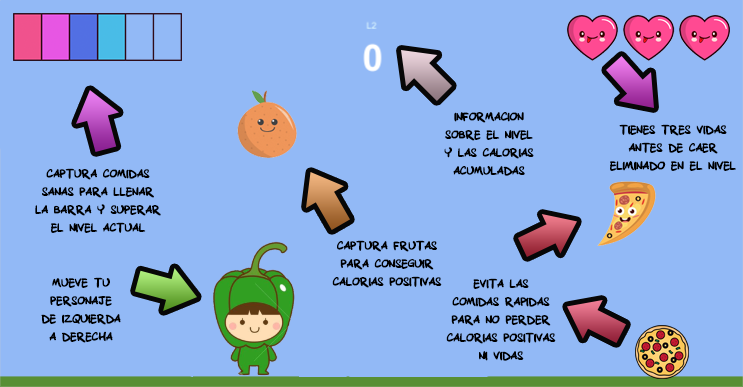 L2
0
CAPTURA COMIDAS
SANAS PARA LLENAR
LA BARRA Y SUPERAR
EL NIVEL ACTUAL
INFORMACION
SOBRE EL NIVEL
Y LAS CALORIAS
ACUMULADAS
TIENES TRES VIDAS
ANTES DE CAER
ELIMINADO EN EL NIVEL
MUEVE TU
PERSONAJE
DE IZQUIERDA
A DERECHA
CAPTURA FRUTAS
PARA CONSEGUIR
CALORIAS POSITIVAS
EVITA LAS
COMIDAS RAPIDAS
PARA NO PERDER
CALORIAS POSITIVAS
NI VIDAS